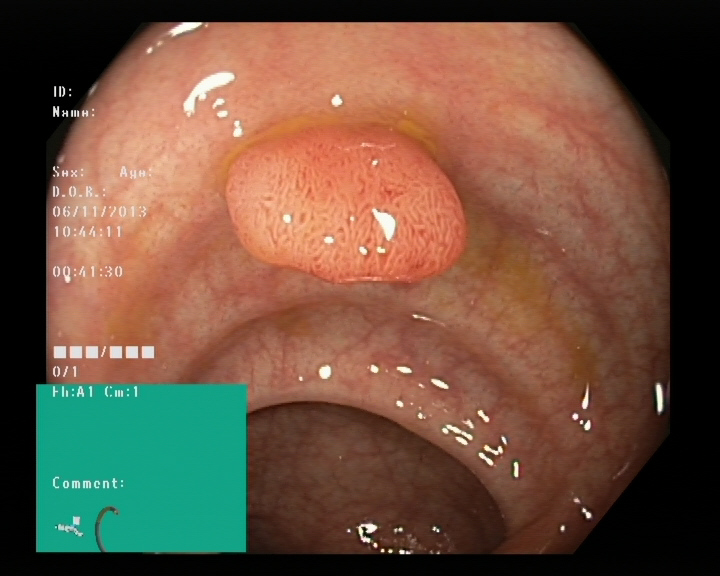 ID:
Name:
Sex: Age:
D.O.B.:
06/11/2013
10:44:11
00:41:30
■■■/■■■
0/1
Eh:A1 Cm:1
Comment: